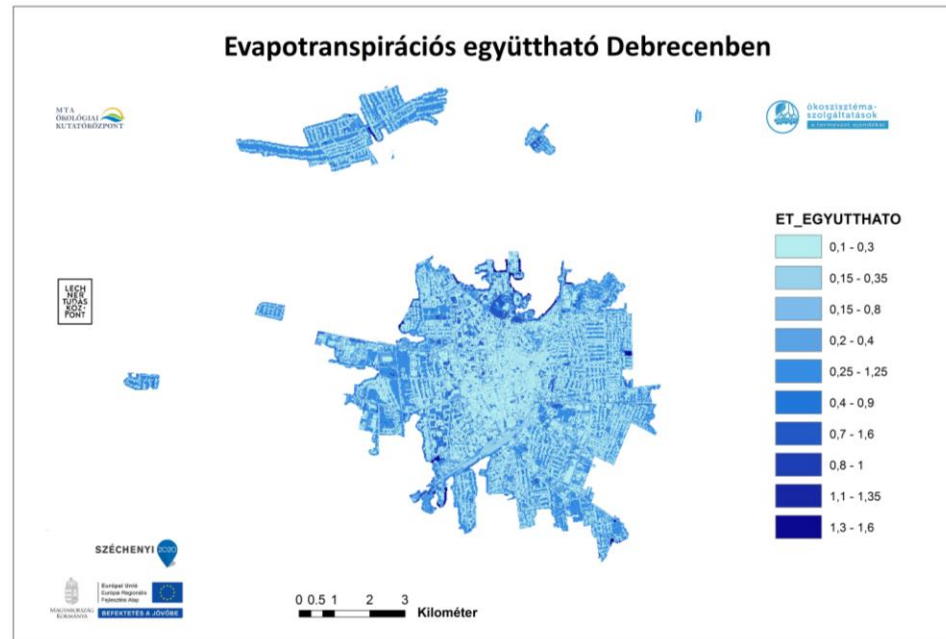 Evapotranspirációs együttható Debrecenben
MTA
ÖKOLÓGIAI
KUTATÓKÖZPONT
ökoszisztéma-
szolgáltatások
a természet ajándékai
ET_EGYUTTHATO
0,1 - 0,3
0,15 - 0,35
0,15 - 0,8
0,2 - 0,4
0,25 - 1,25
0,4 - 0,9
0,7 - 1,6
0,8 - 1
1,1 - 1,35
1,3 - 1,6
LECH
NER
TUDÁS
KÖZ-
PONT
SZÉCHENYI 2020
MAGYARORSZÁG
KORMÁNYA
Európai Unió
Európai Regionális
Fejlesztési Alap
BEFEKTETÉS A JÖVŐBE
0 0.5 1 2 3
Kilométer